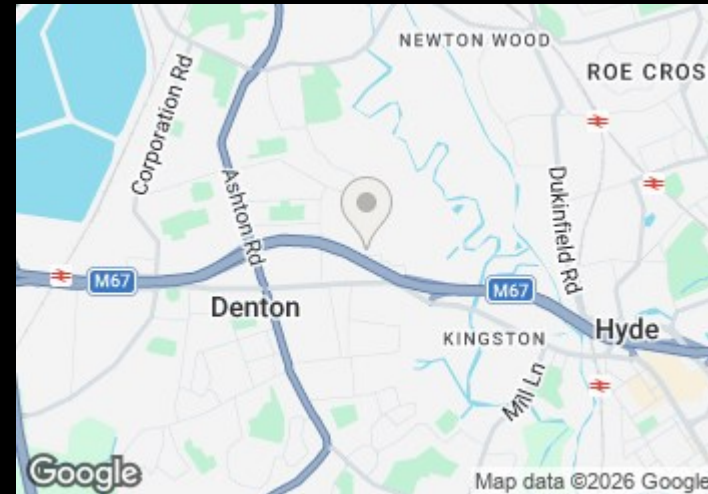 NEWTON WOOD
ROE CROS
Corporation Rd
Ashton Rd
Dukinfield Rd
M67
M67
Denton
KINGSTON
Hyde
Mill Ln
Google
Map data ©2026 Google